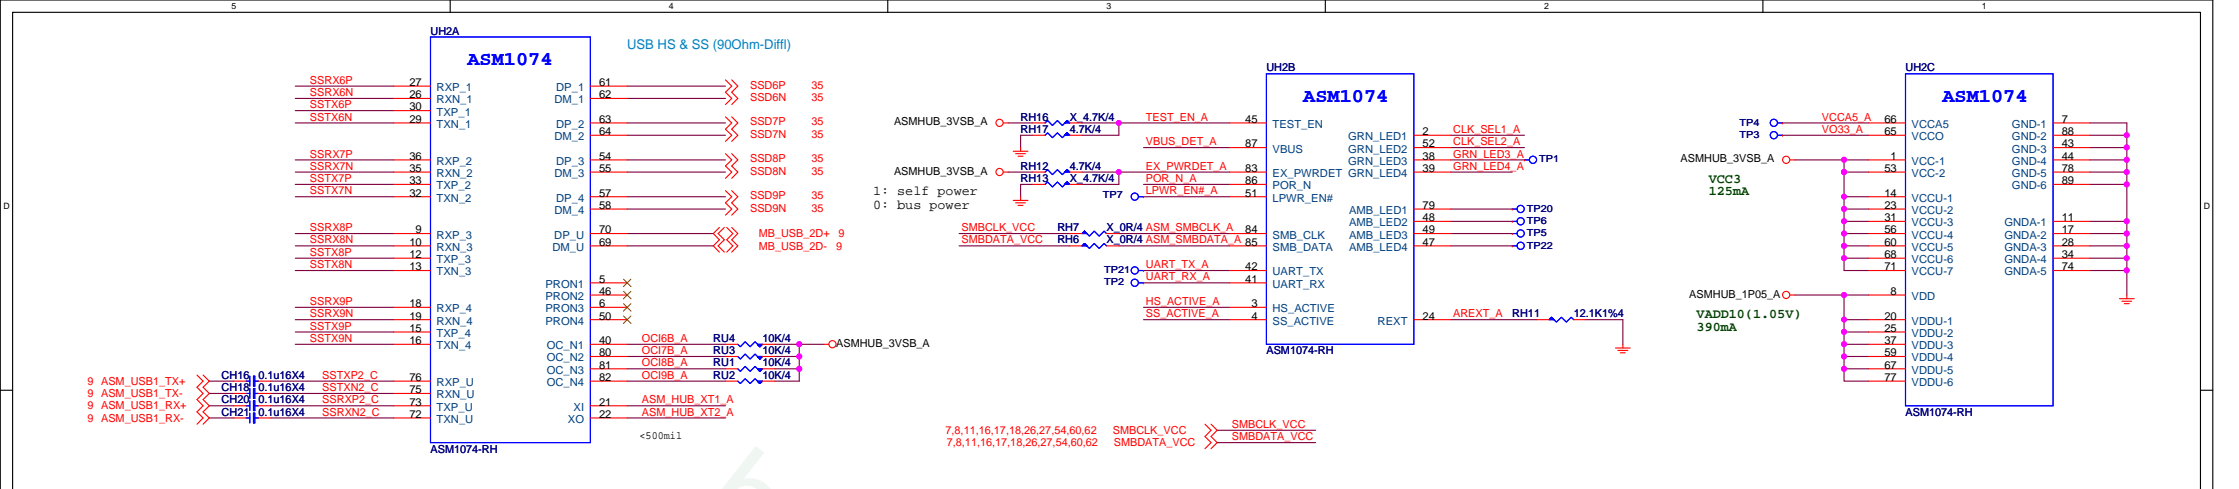 5 4 3 2 1
D
D
UH2A
ASM1074
USB HS & SS (90Ohm-Diffl)
SSRX6P 27 RXP_1 DP_1 61 SSD6P 35
SSRX6N 26 RXN_1 DM_1 62 SSD6N 35
SSTX6P 30 TXP_1
SSTX6N 29 TXN_1 DP_2 63 SSD7P 35
DM_2 64 SSD7N 35
SSRX7P 36 RXP_2 DP_3 54 SSD8P 35
SSRX7N 35 RXN_2 DM_3 55 SSD8N 35
SSTX7P 33 TXP_2
SSTX7N 32 TXN_2 DP_4 57 SSD9P 35
DM_4 58 SSD9N 35
SSRX8P 9 RXP_3 DP_U 70 MB_USB_2D+ 9
SSRX8N 10 RXN_3 DM_U 69 MB_USB_2D- 9
SSTX8P 12 TXP_3
SSTX8N 13 TXN_3
PRON1 5
PRON2 46
SSRX9P 18 RXP_4 PRON3 6
SSRX9N 19 RXN_4 PRON4 50
SSTX9P 15 TXP_4
SSTX9N 16 TXN_4 OC_N1 40 OCI6B_A RU4 10K/4 ASMHUB_3VSB_A
OC_N2 80 OCI7B_A RU3 10K/4
OC_N3 81 OCI8B_A RU1 10K/4
OC_N4 82 OCI9B_A RU2 10K/4
9 ASM_USB1_TX+ CH16 0.1u16X4 SSTXP2_C 76 RXP_U
9 ASM_USB1_TX- CH18 0.1u16X4 SSTXN2_C 75 RXN_U
9 ASM_USB1_RX+ CH20 0.1u16X4 SSRXP2_C 73 TXP_U XI 21 ASM_HUB_XT1_A
9 ASM_USB1_RX- CH21 0.1u16X4 SSRXN2_C 72 TXN_U XO 22 ASM_HUB_XT2_A
<500mil
ASM1074-RH
UH2B
ASM1074
ASMHUB_3VSB_A RH16 X_4.7K/4 TEST_EN_A 45 TEST_EN
RH17 4.7K/4
GRN_LED1 2 CLK_SEL1_A
VBUS_DET_A 87 VBUS GRN_LED2 52 CLK_SEL2_A
GRN_LED3 38 GRN_LED3_A TP1
ASMHUB_3VSB_A RH12 4.7K/4 EX_PWRDET_A 83 EX_PWRDET GRN_LED4 39 GRN_LED4_A
RH13 X_4.7K/4 POR_N_A 86 POR_N
1: self power
0: bus power
TP7 LPWR_EN#_A 51 LPWR_EN#
AMB_LED1 79 TP20
AMB_LED2 48 TP6
SMBCLK_VCC RH7 X_0R/4 ASM_SMBCLK_A 84 SMB_CLK AMB_LED3 49 TP5
SMBDATA_VCC RH6 X_0R/4 ASM_SMBDATA_A 85 SMB_DATA AMB_LED4 47 TP22
TP21 UART_TX_A 42 UART_TX
TP2 UART_RX_A 41 UART_RX
HS_ACTIVE_A 3 HS_ACTIVE
SS_ACTIVE_A 4 SS_ACTIVE REXT 24 AREXT_A RH11 12.1K1%4
ASM1074-RH
7,8,11,16,17,18,26,27,54,60,62 SMBCLK_VCC SMBCLK_VCC
7,8,11,16,17,18,26,27,54,60,62 SMBDATA_VCC SMBDATA_VCC
UH2C
ASM1074
TP4 VCCA5_A 66 VCCA5 GND-1 7
TP3 VO33_A 65 VCCO GND-2 88
GND-3 43
ASMHUB_3VSB_A 1 VCC-1 GND-4 44
53 VCC-2 GND-5 78
VCC3
125mA
GND-6 89
14 VCCU-1
23 VCCU-2
31 VCCU-3 GNDA-1 11
56 VCCU-4 GNDA-2 17
60 VCCU-5 GNDA-3 28
68 VCCU-6 GNDA-4 34
71 VCCU-7 GNDA-5 74
ASMHUB_1P05_A 8 VDD
VADD10(1.05V)
390mA
20 VDDU-1
25 VDDU-2
37 VDDU-3
59 VDDU-4
67 VDDU-5
77 VDDU-6
ASM1074-RH